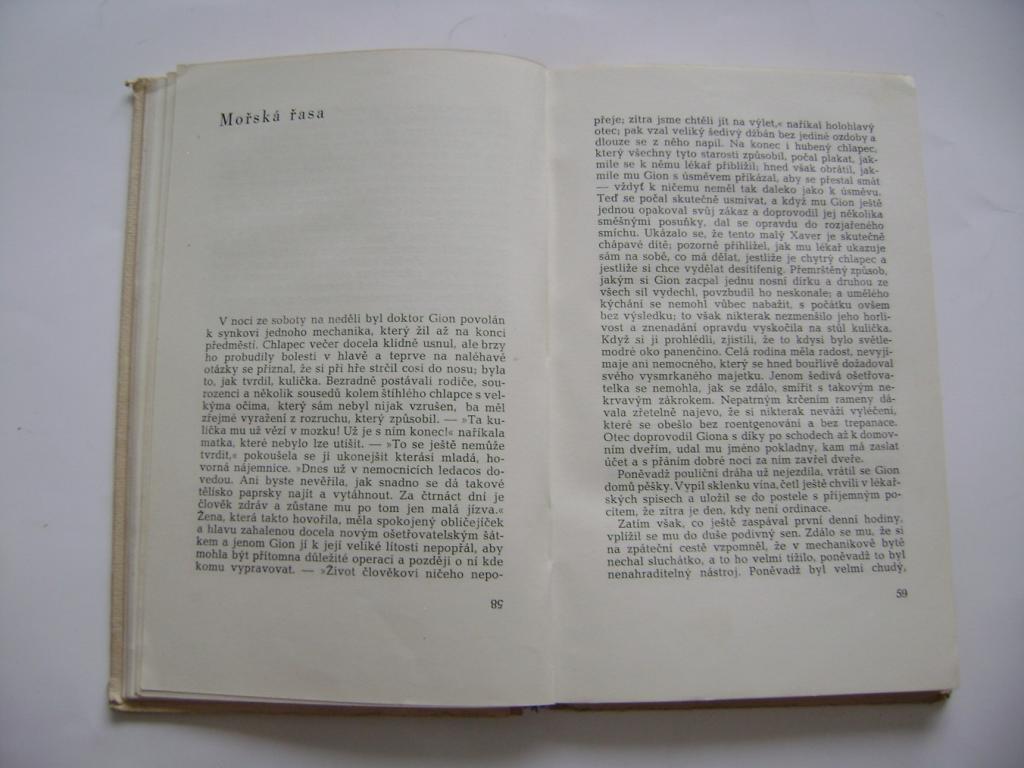 Mořská řasa
V noci ze soboty na neděli byl doktor Gion povolán
k synkovi jednoho mechanika, který žil až na konci
předměstí. Chlapec večer docela klidně usnul, ale brzy
ho probudily bolesti v hlavě a teprve na naléhavé
otázky se přiznal, že si při hře strčil cosi do nosu; byla
to, jak tvrdil, kulička. Bezradně postávali rodiče, sou-
rozenci a několik sousedů kolem štíhlého chlapce s vel-
kýma očima, který sám nebyl nijak vzrušen, ba měl
zřejmé vyražení z rozruchu, který způsobil. — »Ta ku-
lička mu už vězí v mozku! Už je s ním konec!« naříkala
matka, které nebylo lze utišit. — »To se ještě nemůže
tvrdit,« pokoušela se ji ukonejšit kterási mladá, ho-
vorná nájemnice. »Dnes už v nemocnicích ledacos do-
vedou. Ani byste nevěřila, jak snadno se dá takové
tělísko paprsky najít a vytáhnout. Za čtrnáct dní je
člověk zdráv a zůstane mu po tom jen malá jízva.«
Žena, která takto hovořila, měla spokojený obličejíček
a hlavu zahalenou docela novým ošetřovatelským šát-
kem a jenom Gion jí k její veliké lítosti nepopřál, aby
mohla být přítomna důležité operaci a později o ní kde
komu vypravovat. — »Život člověkovi ničeho nepo-
58
přeje; zítra jsme chtěli jít na výlet,« naříkal holohlavý
otec; pak vzal veliký šedivý džbán bez jediné ozdoby a
dlouze se z něho napil. Na konec i hubený chlapec,
který všechny tyto starosti způsobil, počal plakat, jak-
mile se k němu lékař přiblížil; hned však obrátil, jak-
mile mu Gion s úsměvem přikázal, aby se přestal smát
— vždyť k ničemu neměl tak daleko jako k úsměvu.
Teď se počal skutečně usmívat, a když mu Gion ještě
jednou opakoval svůj zákaz a doprovodil jej několika
směšnými posuňky, dal se opravdu do rozjařeného
smíchu. Ukázalo se, že tento malý Xaver je skutečně
chápavé dítě; pozorně přihlížel, jak mu lékař ukazuje
sám na sobě, co má dělat, jestliže je chytrý chlapec a
jestliže si chce vydělat desítifenig. Přemrštěný způsob,
jakým si Gion zacpal jednu nosní dírku a druhou ze
všech sil vydechl, povzbudil ho neskonale; a umělého
kýchání se nemohl vůbec nabažit, s počátku ovšem
bez výsledku; to však nikterak nezmenšilo jeho horli-
vost a znenadání opravdu vyskočila na stůl kulička.
Když si ji prohlédli, zjistili, že to kdysi bylo světle-
modré oko panenčino. Celá rodina měla radost, nevyjí-
maje ani nemocného, který se hned bouřlivě dožadoval
svého vysmrkaného majetku. Jenom šedivá ošetřova-
telka se nemohla, jak se zdálo, smířit s takovým ne-
krvavým zákrokem. Nepatrným krčením rameny dá-
vala zřetelně najevo, že si nikterak neváží vyléčení,
které se obešlo bez roentgenování a bez trepanace.
Otec doprovodil Giona s díky po schodech až k domov-
ním dveřím, udal mu jméno pokladny, kam má zaslat
účet a s přáním dobré noci za ním zavřel dveře.
Poněvadž pouliční dráha už nejezdila, vrátil se Gion
domů pěšky. Vypil sklenku vína, četl ještě chvíli v lékař-
ských spisech a uložil se do postele s příjemným po-
citem, že zítra je den, kdy není ordinace.
Zatím však, co ještě zaspával první denní hodiny,
vplížil se mu do duše podivný sen. Zdálo se mu, že si
na zpáteční cestě vzpomněl, že v mechanikově bytě
nechal sluchátko, a to ho velmi tížilo, poněvadž to byl
nenahraditelný nástroj. Poněvadž byl velmi chudý,
59